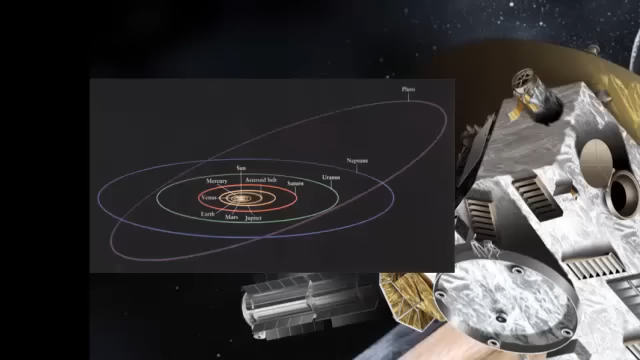 Pluto
Neptune
Sun
Uranus
Mercury
Asteroid belt
Saturn
Venus
Earth
Mars
Jupiter